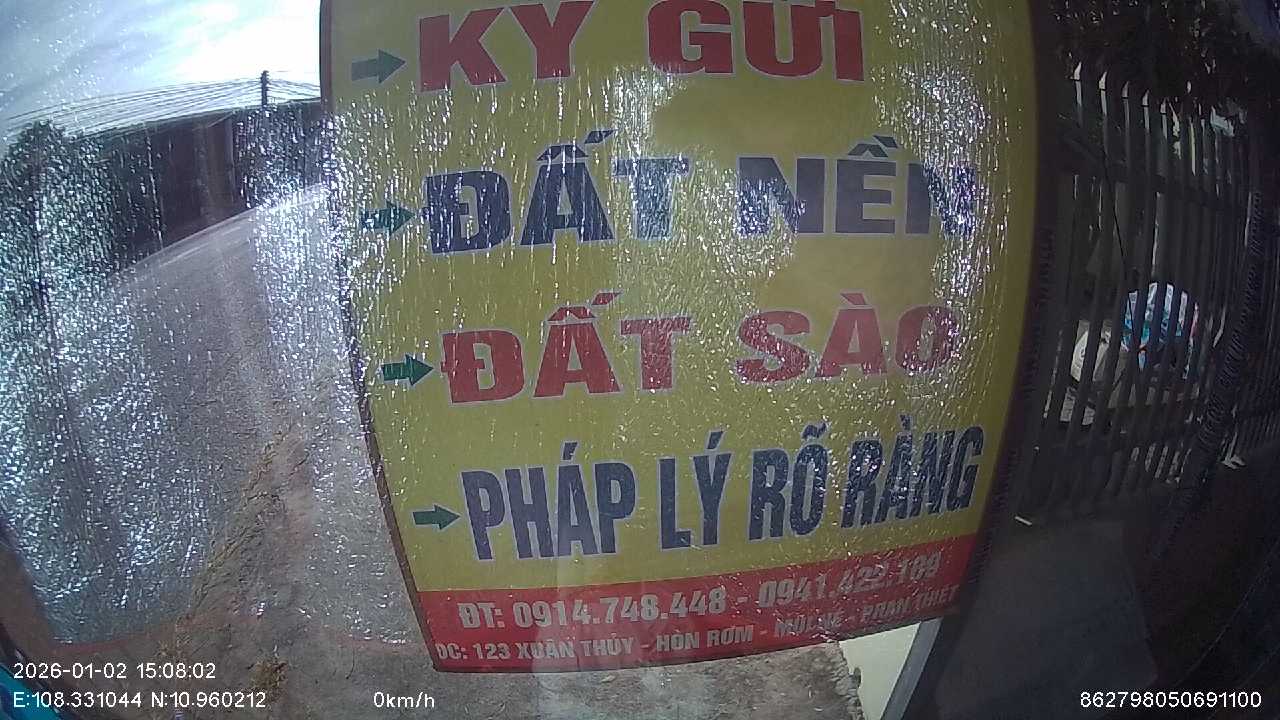 KÝ GỬI
ĐẤT NỀN
ĐẤT SÀO
PHÁP LÝ RÕ RÀNG
ĐT: 0914.748.448 - 0941.422.189
ĐC: 123 XUÂN THỦY - HÒN RƠM - MŨI NÉ - PHAN THIẾT
2026-01-02 15:08:02
E:108.331044 N:10.960212
0km/h
862798050691100